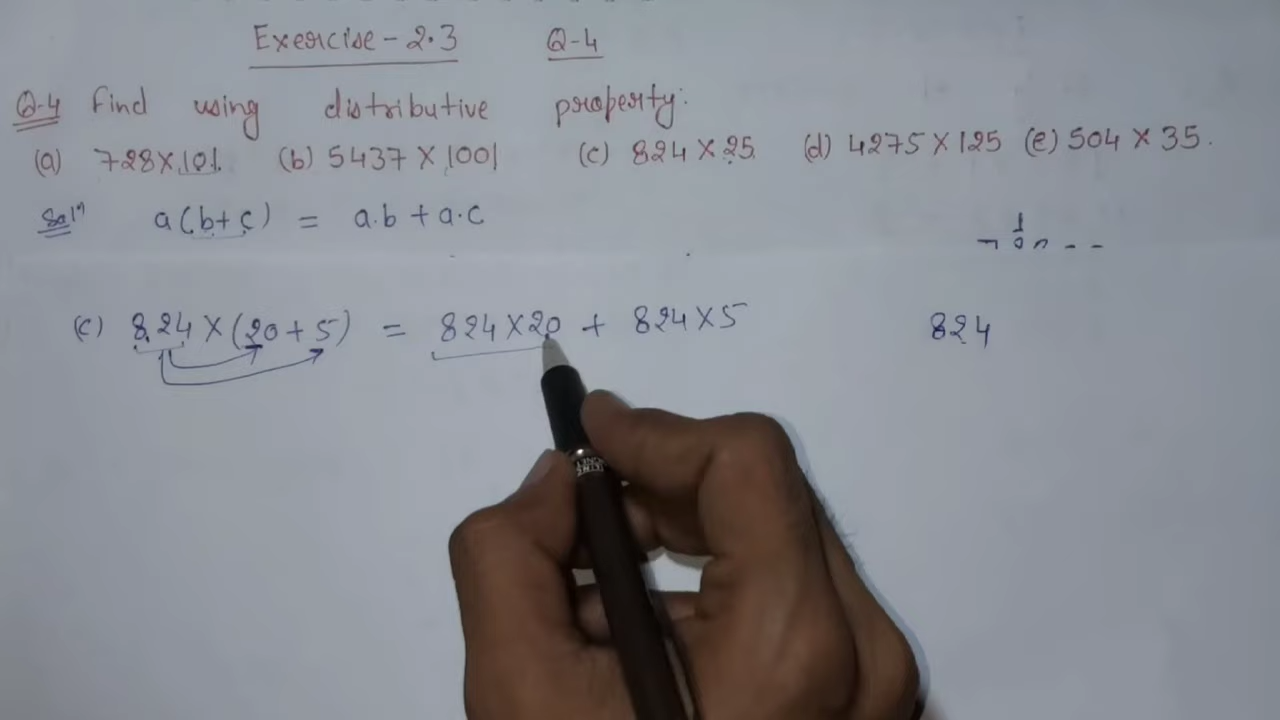 Exercise - 2.3 Q-4
Q-4 Find using distributive property:
(a) 728×101. (b) 5437 × 1001 (c) 824 × 25 (d) 4275 × 125 (e) 504 × 35.
Solⁿ a(b+c) = a.b + a.c
(c) 824 × (20 + 5) = 824 × 20 + 824 × 5 824